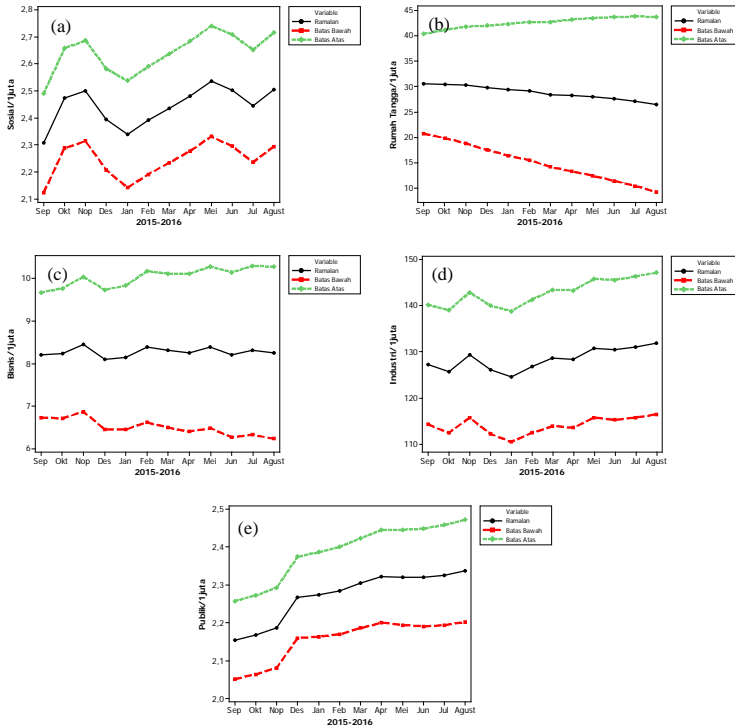 (a)
Sosial/1juta
2,8
2,7
2,6
2,5
2,4
2,3
2,2
2,1
Sep Okt Nop Des Jan Feb Mar Apr Mei Jun Jul Agust
2015-2016
Variable
Ramalan
Batas Bawah
Batas Atas
(b)
Rumah Tangga/1juta
45
40
35
30
25
20
15
10
Sep Okt Nop Des Jan Feb Mar Apr Mei Jun Jul Agust
2015-2016
Variable
Ramalan
Batas Bawah
Batas Atas
(c)
Bisnis/1juta
10
8
7
6
Sep Okt Nop Des Jan Feb Mar Apr Mei Jun Jul Agust
2015-2016
Variable
Ramalan
Batas Bawah
Batas Atas
(d)
Industri/1juta
150
140
130
120
110
Sep Okt Nop Des Jan Feb Mar Apr Mei Jun Jul Agust
2015-2016
Variable
Ramalan
Batas Bawah
Batas Atas
(e)
Publik/1juta
2,5
2,4
2,3
2,2
2,1
2,0
Sep Okt Nop Des Jan Feb Mar Apr Mei Jun Jul Agust
2015-2016
Variable
Ramalan
Batas Bawah
Batas Atas